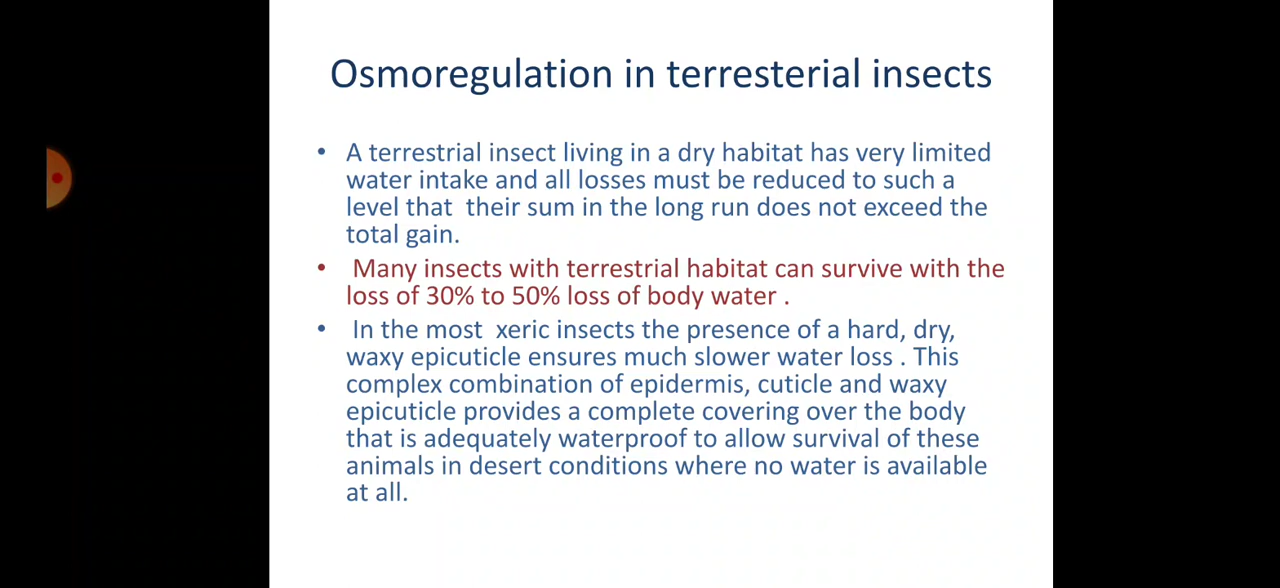 Osmoregulation in terresterial insects
• A terrestrial insect living in a dry habitat has very limited
water intake and all losses must be reduced to such a
level that their sum in the long run does not exceed the
total gain.
• Many insects with terrestrial habitat can survive with the
loss of 30% to 50% loss of body water .
• In the most xeric insects the presence of a hard, dry,
waxy epicuticle ensures much slower water loss . This
complex combination of epidermis, cuticle and waxy
epicuticle provides a complete covering over the body
that is adequately waterproof to allow survival of these
animals in desert conditions where no water is available
at all.